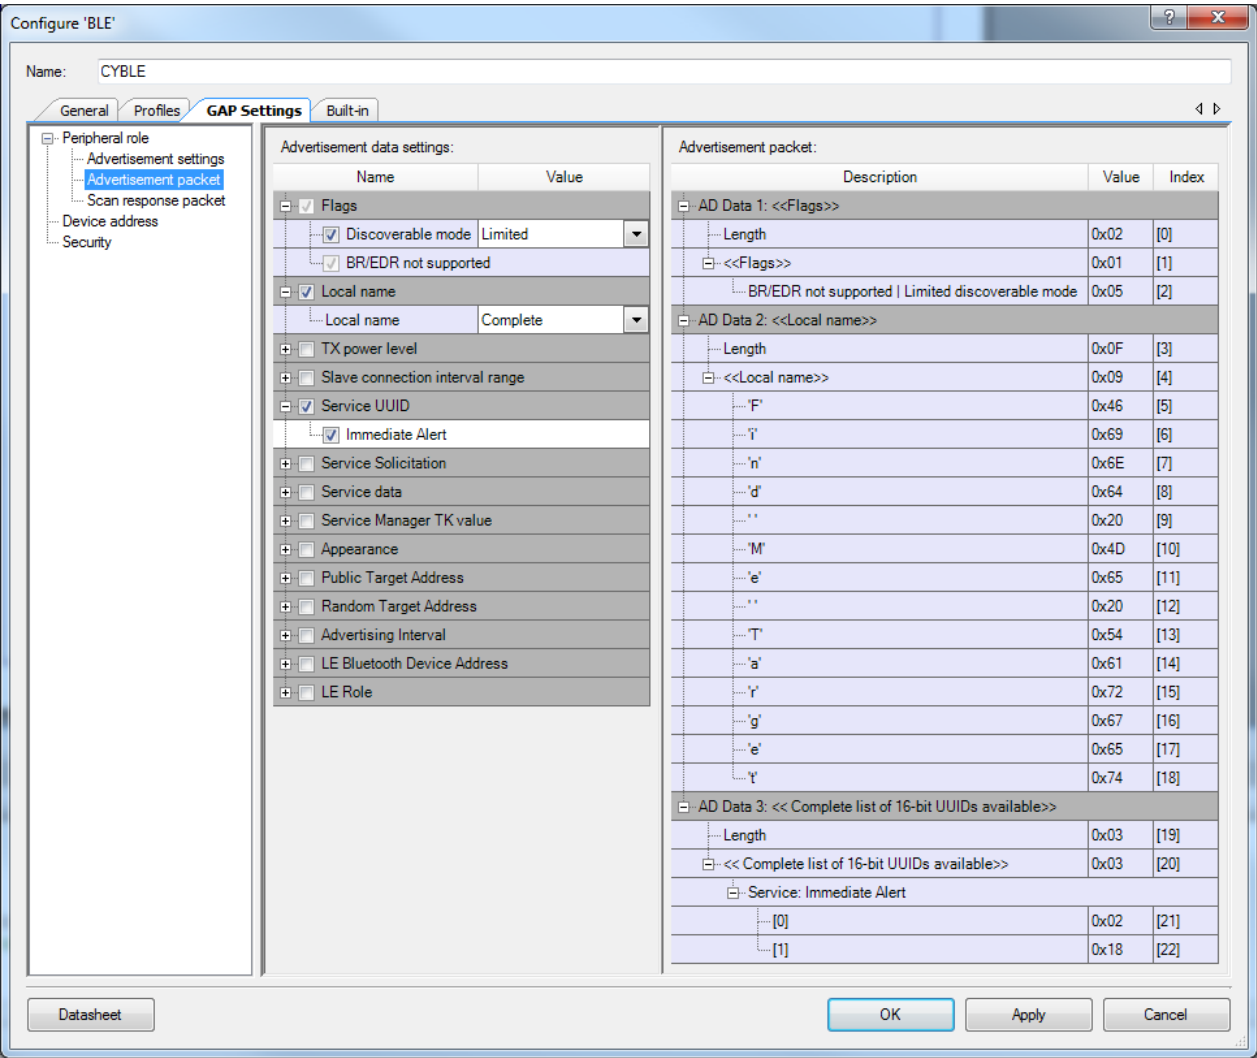 Configure 'BLE'
?
X
Name: CYBLE
General Profiles GAP Settings Built-in
Peripheral role
Advertisement settings
Advertisement packet
Scan response packet
Device address
Security
Advertisement data settings:
Name Value
Flags
Discoverable mode Limited
BR/EDR not supported
Local name
Local name Complete
TX power level
Slave connection interval range
Service UUID
Immediate Alert
Service Solicitation
Service data
Service Manager TK value
Appearance
Public Target Address
Random Target Address
Advertising Interval
LE Bluetooth Device Address
LE Role
Advertisement packet:
Description Value Index
AD Data 1: <<Flags>>
Length 0x02 [0]
<<Flags>> 0x01 [1]
BR/EDR not supported | Limited discoverable mode 0x05 [2]
AD Data 2: <<Local name>>
Length 0x0F [3]
<<Local name>> 0x09 [4]
'F' 0x46 [5]
'i' 0x69 [6]
'n' 0x6E [7]
'd' 0x64 [8]
' ' 0x20 [9]
'M' 0x4D [10]
'e' 0x65 [11]
' ' 0x20 [12]
'T' 0x54 [13]
'a' 0x61 [14]
'r' 0x72 [15]
'g' 0x67 [16]
'e' 0x65 [17]
't' 0x74 [18]
AD Data 3: << Complete list of 16-bit UUIDs available>>
Length 0x03 [19]
<< Complete list of 16-bit UUIDs available>> 0x03 [20]
Service: Immediate Alert
[0] 0x02 [21]
[1] 0x18 [22]
Datasheet OK Apply Cancel